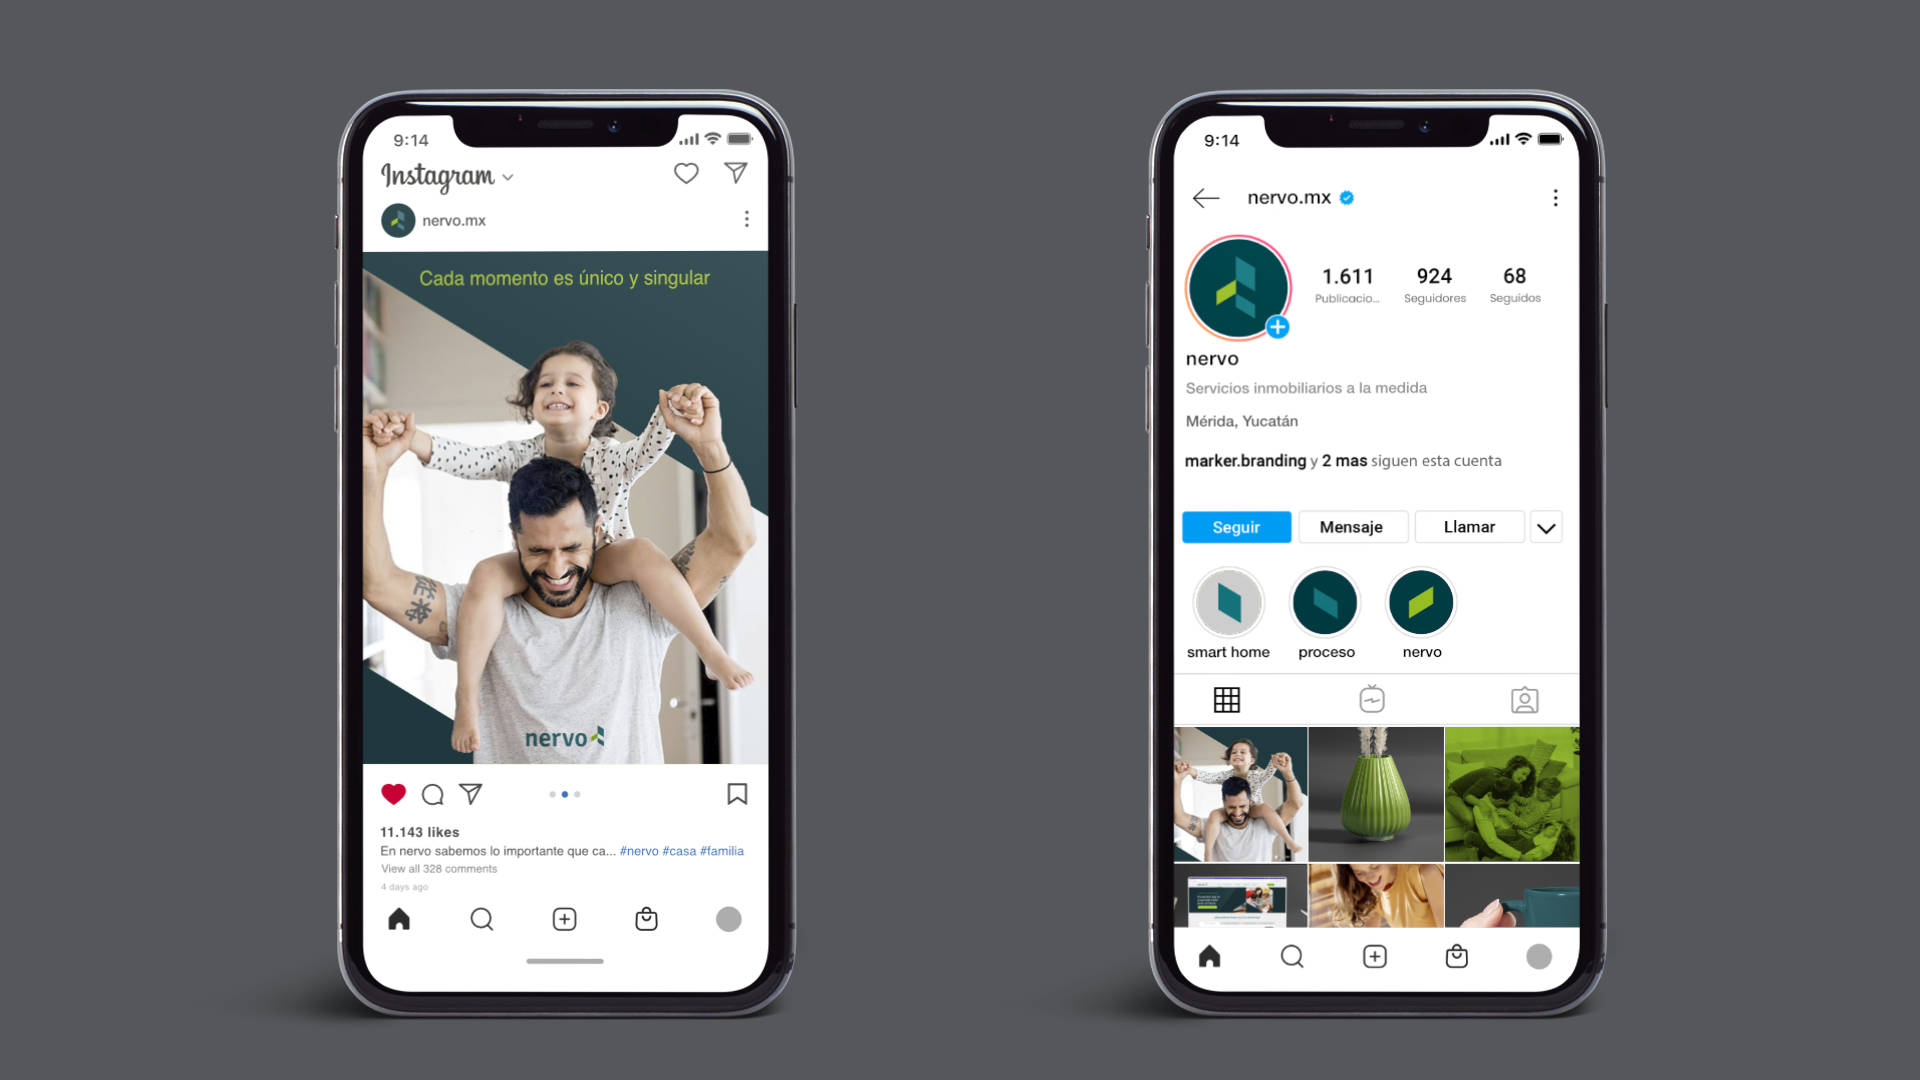 9:14
Instagram
nervo.mx
Cada momento es único y singular
nervo
11.143 likes
En nervo sabemos lo importante que ca... #nervo #casa #familia
View all 328 comments
4 days ago
9:14
nervo.mx
1.611 924 68
Publicacio... Seguidores Seguidos
nervo
Servicios inmobiliarios a la medida
Mérida, Yucatán
marker.branding y 2 mas siguen esta cuenta
Seguir Mensaje Llamar
smart home proceso nervo